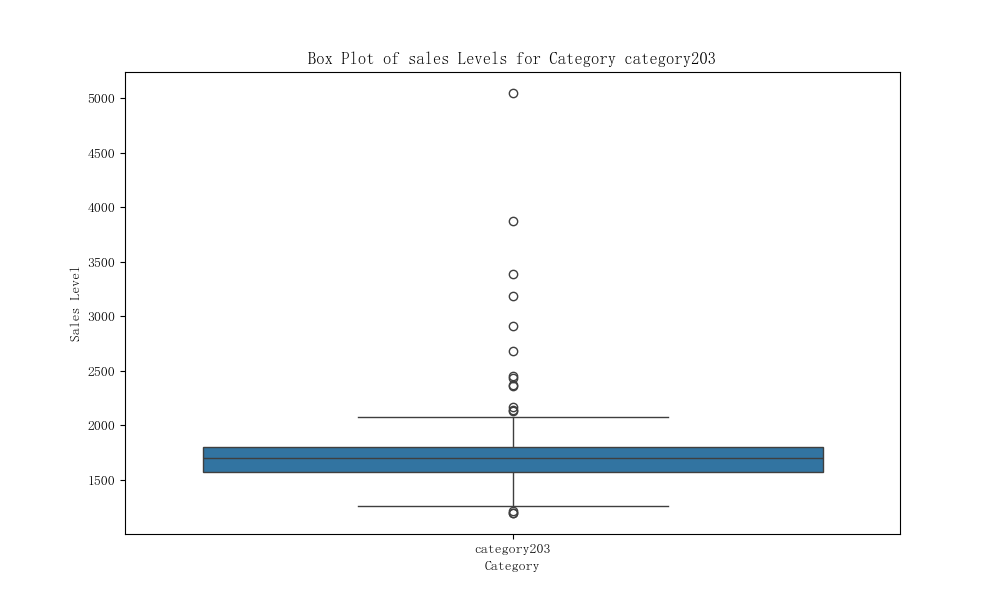 Box Plot of sales Levels for Category category203
5000
4500
4000
3500
3000
2500
2000
1500
Sales Level
category203
Category